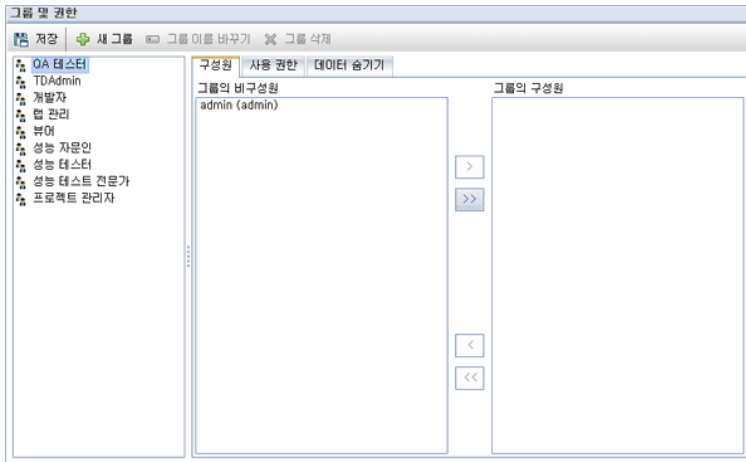 그룹 및 권한
저장 새 그룹 그룹 이름 바꾸기 그룹 삭제
QA 테스터
TDAdmin
개발자
랩 관리
뷰어
성능 자문인
성능 테스터
성능 테스트 전문가
프로젝트 관리자
구성원 사용 권한 데이터 숨기기
그룹의 비구성원
admin (admin)
>
>>
<
<<
그룹의 구성원